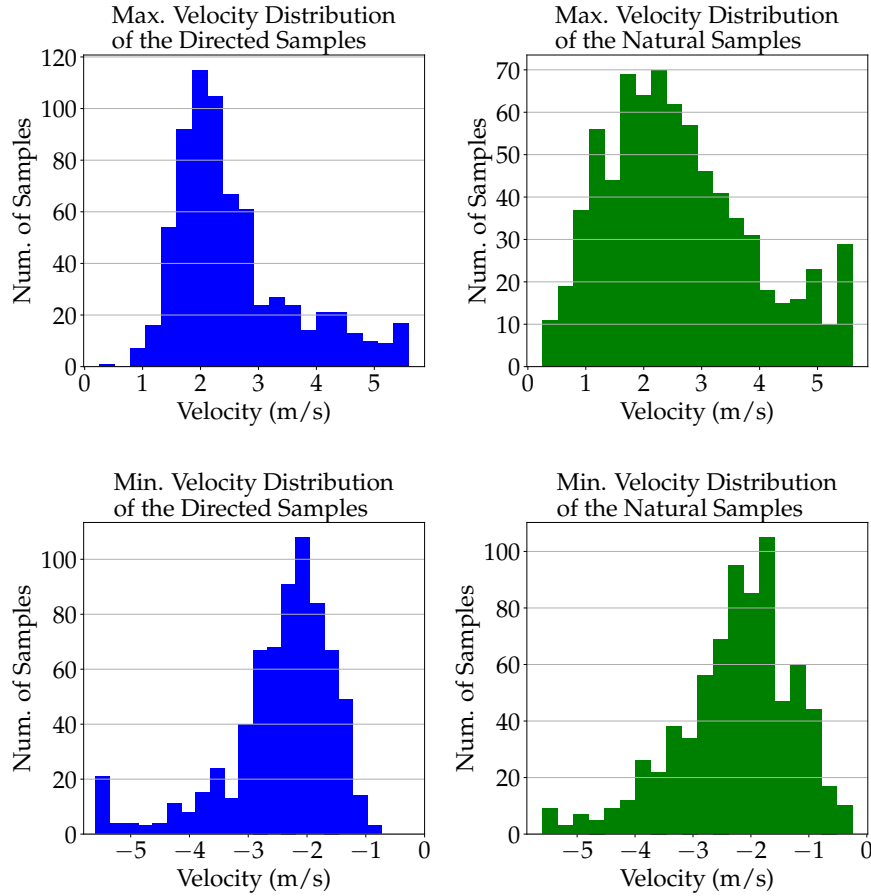 Max. Velocity Distribution
of the Directed Samples
120
100
80
60
40
20
0
Num. of Samples
0 1 2 3 4 5
Velocity (m/s)
Max. Velocity Distribution
of the Natural Samples
70
60
50
40
30
20
10
0
Num. of Samples
0 1 2 3 4 5
Velocity (m/s)
Min. Velocity Distribution
of the Directed Samples
100
80
60
40
20
0
Num. of Samples
−5 −4 −3 −2 −1 0
Velocity (m/s)
Min. Velocity Distribution
of the Natural Samples
100
80
60
40
20
0
Num. of Samples
−5 −4 −3 −2 −1 0
Velocity (m/s)